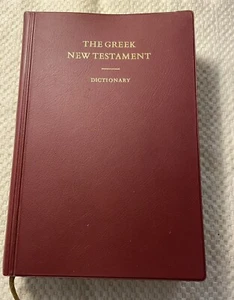 THE GREEK
NEW TESTAMENT
DICTIONARY